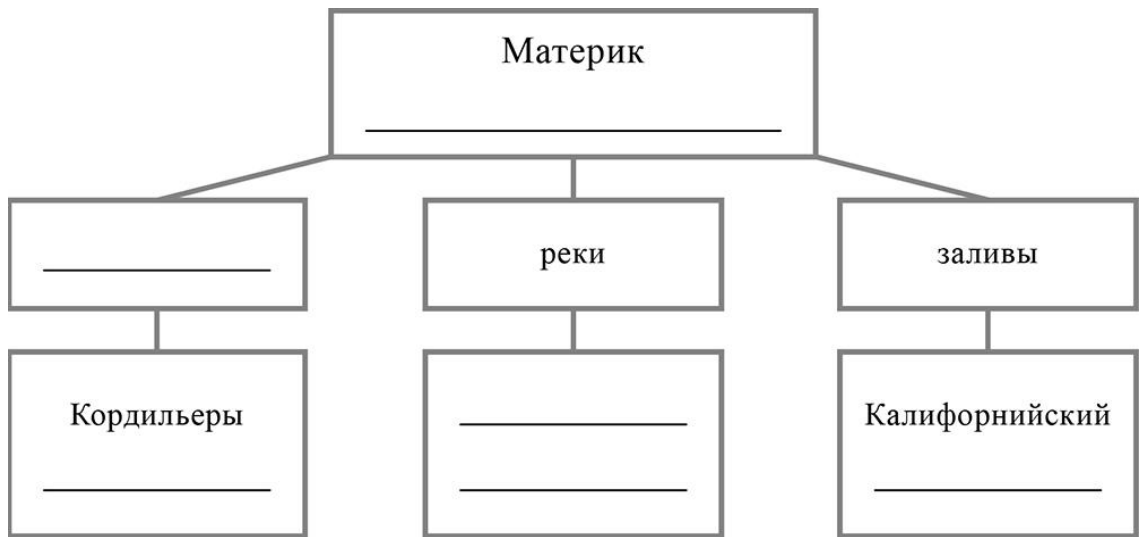 Материк
реки
заливы
Кордильеры
Калифорнийский